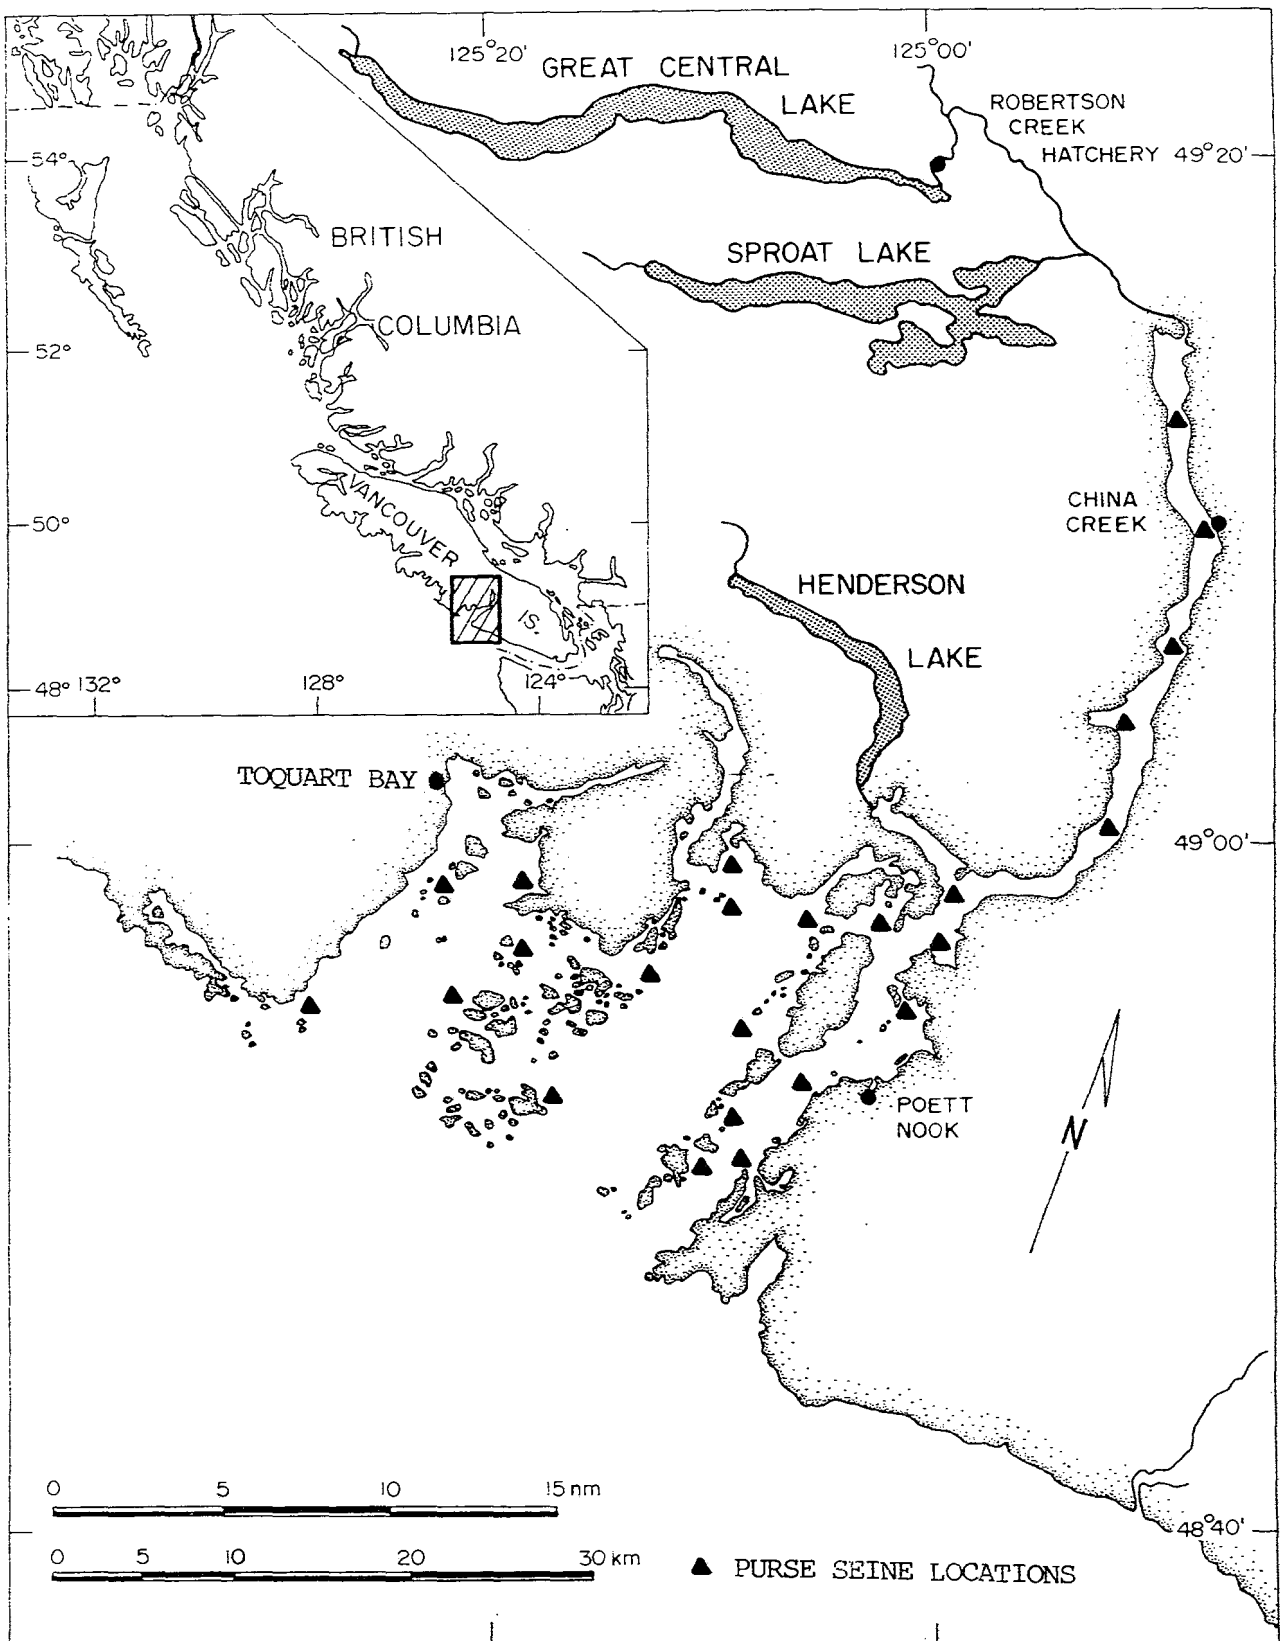 125°20'
125°00'
GREAT CENTRAL
LAKE
ROBERTSON
CREEK
HATCHERY 49°20'
54°
BRITISH
SPROAT LAKE
COLUMBIA
52°
VANCOUVER
IS.
50°
CHINA
CREEK
HENDERSON
LAKE
48° 132°
128°
124°
TOQUART BAY
49°00'
POETT
NOOK
N
0 5 10 15 nm
48°40'
0 5 10 20 30 km
PURSE SEINE LOCATIONS